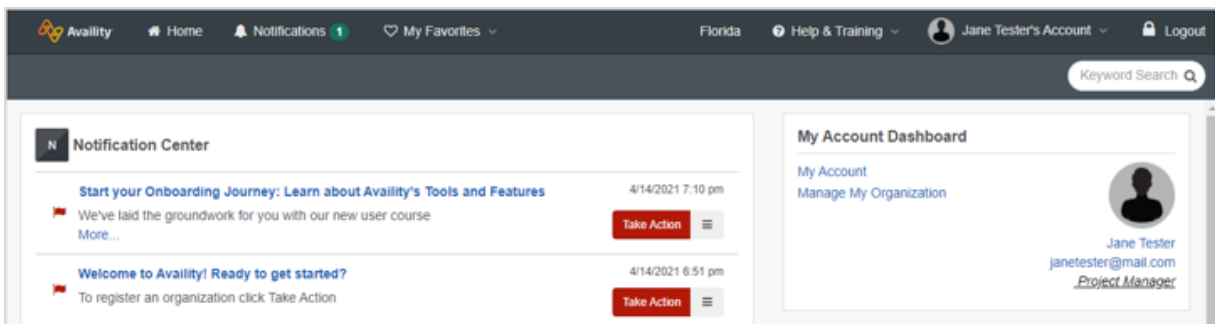 Availity Home Notifications 1 My Favorites Florida Help & Training Jane Tester's Account Logout
Keyword Search
N Notification Center
Start your Onboarding Journey: Learn about Availity's Tools and Features 4/14/2021 7:10 pm
We've laid the groundwork for you with our new user course
More...
Take Action
Welcome to Availity! Ready to get started? 4/14/2021 6:51 pm
To register an organization click Take Action
Take Action
My Account Dashboard
My Account
Manage My Organization
Jane Tester
janetester@mail.com
Project Manager